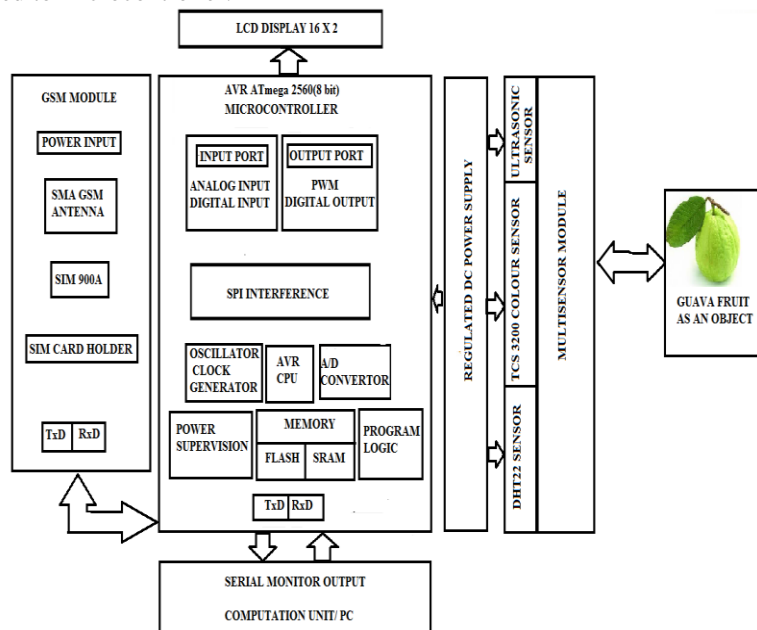 LCD DISPLAY 16 X 2
GSM MODULE
POWER INPUT
SMA GSM
ANTENNA
SIM 900A
SIM CARD HOLDER
TxD RxD
AVR ATmega 2560(8 bit)
MICROCONTROLLER
INPUT PORT
ANALOG INPUT
DIGITAL INPUT
OUTPUT PORT
PWM
DIGITAL OUTPUT
SPI INTERFERENCE
OSCILLATOR
CLOCK
GENERATOR
AVR
CPU
A/D
CONVERTOR
POWER
SUPERVISION
MEMORY
FLASH SRAM
PROGRAM
LOGIC
TxD RxD
SERIAL MONITOR OUTPUT
COMPUTATION UNIT/ PC
REGULATED DC POWER SUPPLY
ULTRASONIC
SENSOR
TCS 3200 COLOUR SENSOR
DHT22 SENSOR
MULTISENSOR MODULE
GUAVA FRUIT
AS AN OBJECT